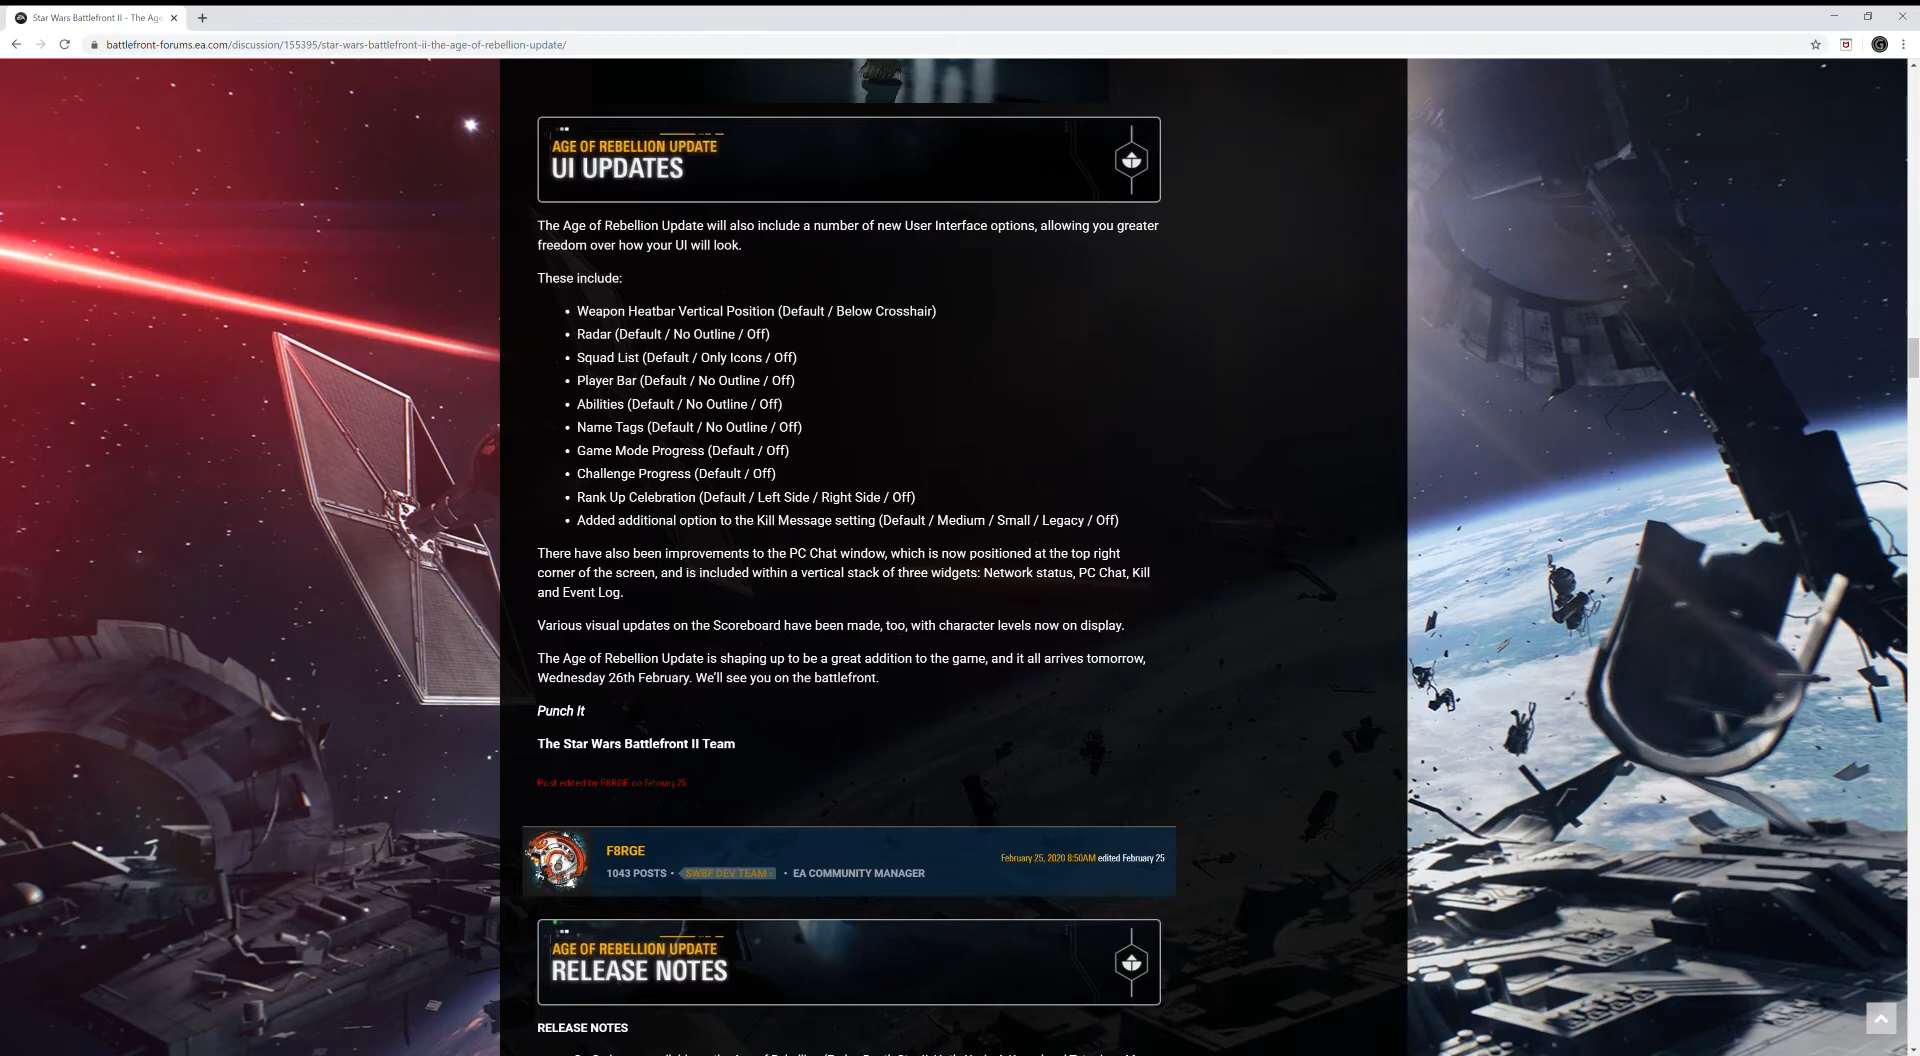 Star Wars Battlefront II - The Age
battlefront-forums.ea.com/discussion/155395/star-wars-battlefront-ii-the-age-of-rebellion-update/
AGE OF REBELLION UPDATE
UI UPDATES
The Age of Rebellion Update will also include a number of new User Interface options, allowing you greater
freedom over how your UI will look.
These include:
• Weapon Heatbar Vertical Position (Default / Below Crosshair)
• Radar (Default / No Outline / Off)
• Squad List (Default / Only Icons / Off)
• Player Bar (Default / No Outline / Off)
• Abilities (Default / No Outline / Off)
• Name Tags (Default / No Outline / Off)
• Game Mode Progress (Default / Off)
• Challenge Progress (Default / Off)
• Rank Up Celebration (Default / Left Side / Right Side / Off)
• Added additional option to the Kill Message setting (Default / Medium / Small / Legacy / Off)
There have also been improvements to the PC Chat window, which is now positioned at the top right
corner of the screen, and is included within a vertical stack of three widgets: Network status, PC Chat, Kill
and Event Log.
Various visual updates on the Scoreboard have been made, too, with character levels now on display.
The Age of Rebellion Update is shaping up to be a great addition to the game, and it all arrives tomorrow,
Wednesday 26th February. We'll see you on the battlefront.
Punch It
The Star Wars Battlefront II Team
Post edited by F8RGE on February 25
F8RGE
February 25, 2020 8:50AM edited February 25
1043 POSTS • SWBF DEV TEAM • EA COMMUNITY MANAGER
AGE OF REBELLION UPDATE
RELEASE NOTES
RELEASE NOTES